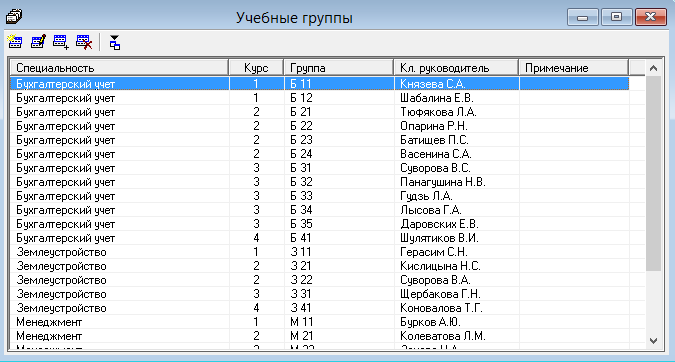 Учебные группы
Специальность Курс Группа Кл. руководитель Примечание
Бухгалтерский учет 1 Б 11 Князева С.А.
Бухгалтерский учет 1 Б 12 Шабалина Е.В.
Бухгалтерский учет 2 Б 21 Тюфякова Л.А.
Бухгалтерский учет 2 Б 22 Опарина Р.Н.
Бухгалтерский учет 2 Б 23 Батищев П.С.
Бухгалтерский учет 2 Б 24 Васенина С.А.
Бухгалтерский учет 3 Б 31 Суворова В.С.
Бухгалтерский учет 3 Б 32 Панагушина Н.В.
Бухгалтерский учет 3 Б 33 Гудзь Л.А.
Бухгалтерский учет 3 Б 34 Лысова Г.А.
Бухгалтерский учет 3 Б 35 Даровских Е.В.
Бухгалтерский учет 4 Б 41 Шулятиков В.И.
Землеустройство 1 З 11 Герасим С.Н.
Землеустройство 2 З 21 Кислицына Н.С.
Землеустройство 2 З 22 Суворова В.А.
Землеустройство 3 З 31 Щербакова Г.Н.
Землеустройство 4 З 41 Коновалова Т.Г.
Менеджмент 1 М 11 Бурков А.Ю.
Менеджмент 2 М 21 Колеватова Л.М.